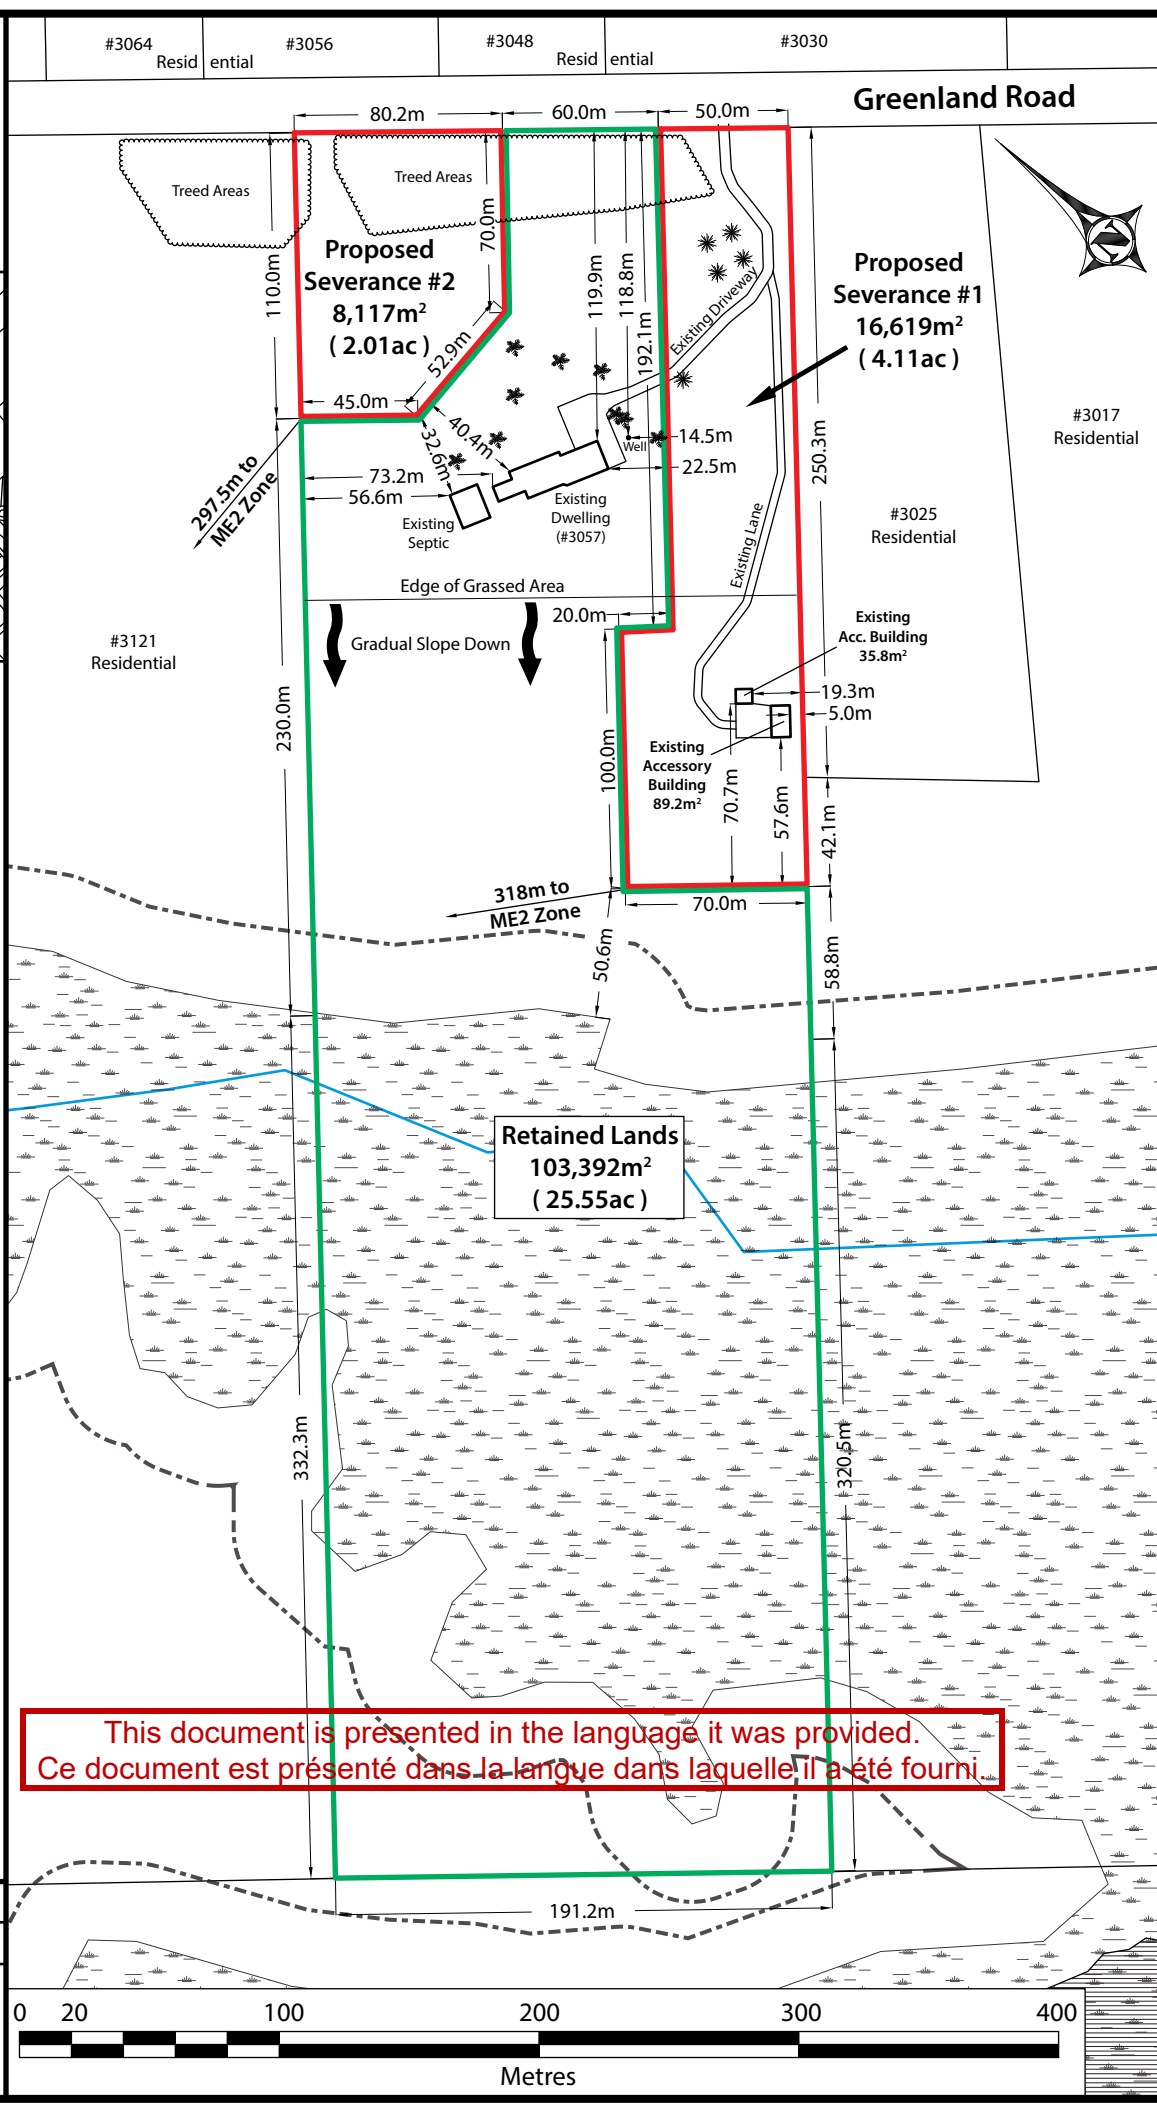 #3064
#3056
#3048
#3030
Resid ential
Resid ential
Greenland Road
80.2m
60.0m
50.0m
Treed Areas
Treed Areas
Proposed
Severance #2
8,117m²
( 2.01ac )
110.0m
70.0m
52.9m
45.0m
119.9m
118.8m
192.1m
Existing Driveway
Proposed
Severance #1
16,619m²
( 4.11ac )
N
#3017
Residential
250.3m
297.5m to
ME2 Zone
32.6m
40.4m
73.2m
56.6m
Well
14.5m
22.5m
Existing
Septic
Existing
Dwelling
(#3057)
#3025
Residential
Existing Lane
Edge of Grassed Area
20.0m
Gradual Slope Down
#3121
Residential
Existing
Acc. Building
35.8m²
19.3m
5.0m
230.0m
100.0m
Existing
Accessory
Building
89.2m²
70.7m
57.6m
42.1m
318m to
ME2 Zone
70.0m
50.6m
58.8m
Retained Lands
103,392m²
( 25.55ac )
332.3m
320.5m
This document is presented in the language it was provided.
Ce document est présenté dans la langue dans laquelle il a été fourni.
191.2m
0 20 100 200 300 400
Metres